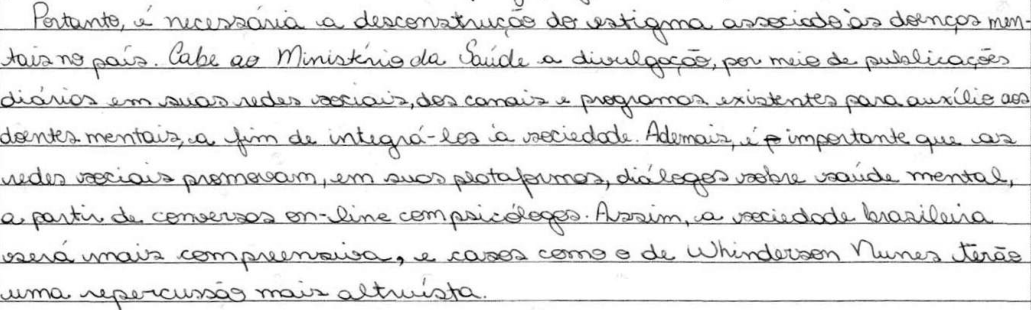 Portanto, é necessária a desconstrução do estigma associado às doenças men-
tais no país. Cabe ao Ministério da Saúde a divulgação, por meio de publicações
diárias em suas redes sociais, dos canais e programas existentes para auxílio aos
doentes mentais, a fim de integrá-los à sociedade. Ademais, é importante que as
redes sociais promovam, em suas plataformas, diálogos sobre saúde mental,
a partir de conversas on-line com psicólogos. Assim, a sociedade brasileira
será mais compreensiva, e casos como o de Whinderson Nunes terão
uma repercussão mais altruísta.